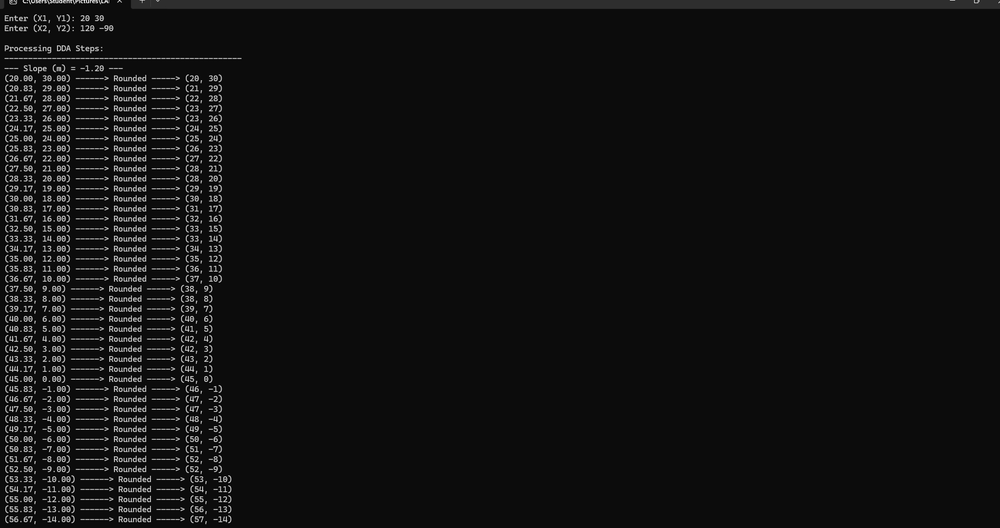 C:\Users\Student\Pictures\LA
Enter (X1, Y1): 20 30
Enter (X2, Y2): 120 -90
Processing DDA Steps:
--------------------------------------------------
--- Slope (m) = -1.20 ---
(20.00, 30.00) ------> Rounded -----> (20, 30)
(20.83, 29.00) ------> Rounded -----> (21, 29)
(21.67, 28.00) ------> Rounded -----> (22, 28)
(22.50, 27.00) ------> Rounded -----> (23, 27)
(23.33, 26.00) ------> Rounded -----> (23, 26)
(24.17, 25.00) ------> Rounded -----> (24, 25)
(25.00, 24.00) ------> Rounded -----> (25, 24)
(25.83, 23.00) ------> Rounded -----> (26, 23)
(26.67, 22.00) ------> Rounded -----> (27, 22)
(27.50, 21.00) ------> Rounded -----> (28, 21)
(28.33, 20.00) ------> Rounded -----> (28, 20)
(29.17, 19.00) ------> Rounded -----> (29, 19)
(30.00, 18.00) ------> Rounded -----> (30, 18)
(30.83, 17.00) ------> Rounded -----> (31, 17)
(31.67, 16.00) ------> Rounded -----> (32, 16)
(32.50, 15.00) ------> Rounded -----> (33, 15)
(33.33, 14.00) ------> Rounded -----> (33, 14)
(34.17, 13.00) ------> Rounded -----> (34, 13)
(35.00, 12.00) ------> Rounded -----> (35, 12)
(35.83, 11.00) ------> Rounded -----> (36, 11)
(36.67, 10.00) ------> Rounded -----> (37, 10)
(37.50, 9.00) ------> Rounded -----> (38, 9)
(38.33, 8.00) ------> Rounded -----> (38, 8)
(39.17, 7.00) ------> Rounded -----> (39, 7)
(40.00, 6.00) ------> Rounded -----> (40, 6)
(40.83, 5.00) ------> Rounded -----> (41, 5)
(41.67, 4.00) ------> Rounded -----> (42, 4)
(42.50, 3.00) ------> Rounded -----> (42, 3)
(43.33, 2.00) ------> Rounded -----> (43, 2)
(44.17, 1.00) ------> Rounded -----> (44, 1)
(45.00, 0.00) ------> Rounded -----> (45, 0)
(45.83, -1.00) ------> Rounded -----> (46, -1)
(46.67, -2.00) ------> Rounded -----> (47, -2)
(47.50, -3.00) ------> Rounded -----> (47, -3)
(48.33, -4.00) ------> Rounded -----> (48, -4)
(49.17, -5.00) ------> Rounded -----> (49, -5)
(50.00, -6.00) ------> Rounded -----> (50, -6)
(50.83, -7.00) ------> Rounded -----> (51, -7)
(51.67, -8.00) ------> Rounded -----> (52, -8)
(52.50, -9.00) ------> Rounded -----> (52, -9)
(53.33, -10.00) ------> Rounded -----> (53, -10)
(54.17, -11.00) ------> Rounded -----> (54, -11)
(55.00, -12.00) ------> Rounded -----> (55, -12)
(55.83, -13.00) ------> Rounded -----> (56, -13)
(56.67, -14.00) ------> Rounded -----> (57, -14)